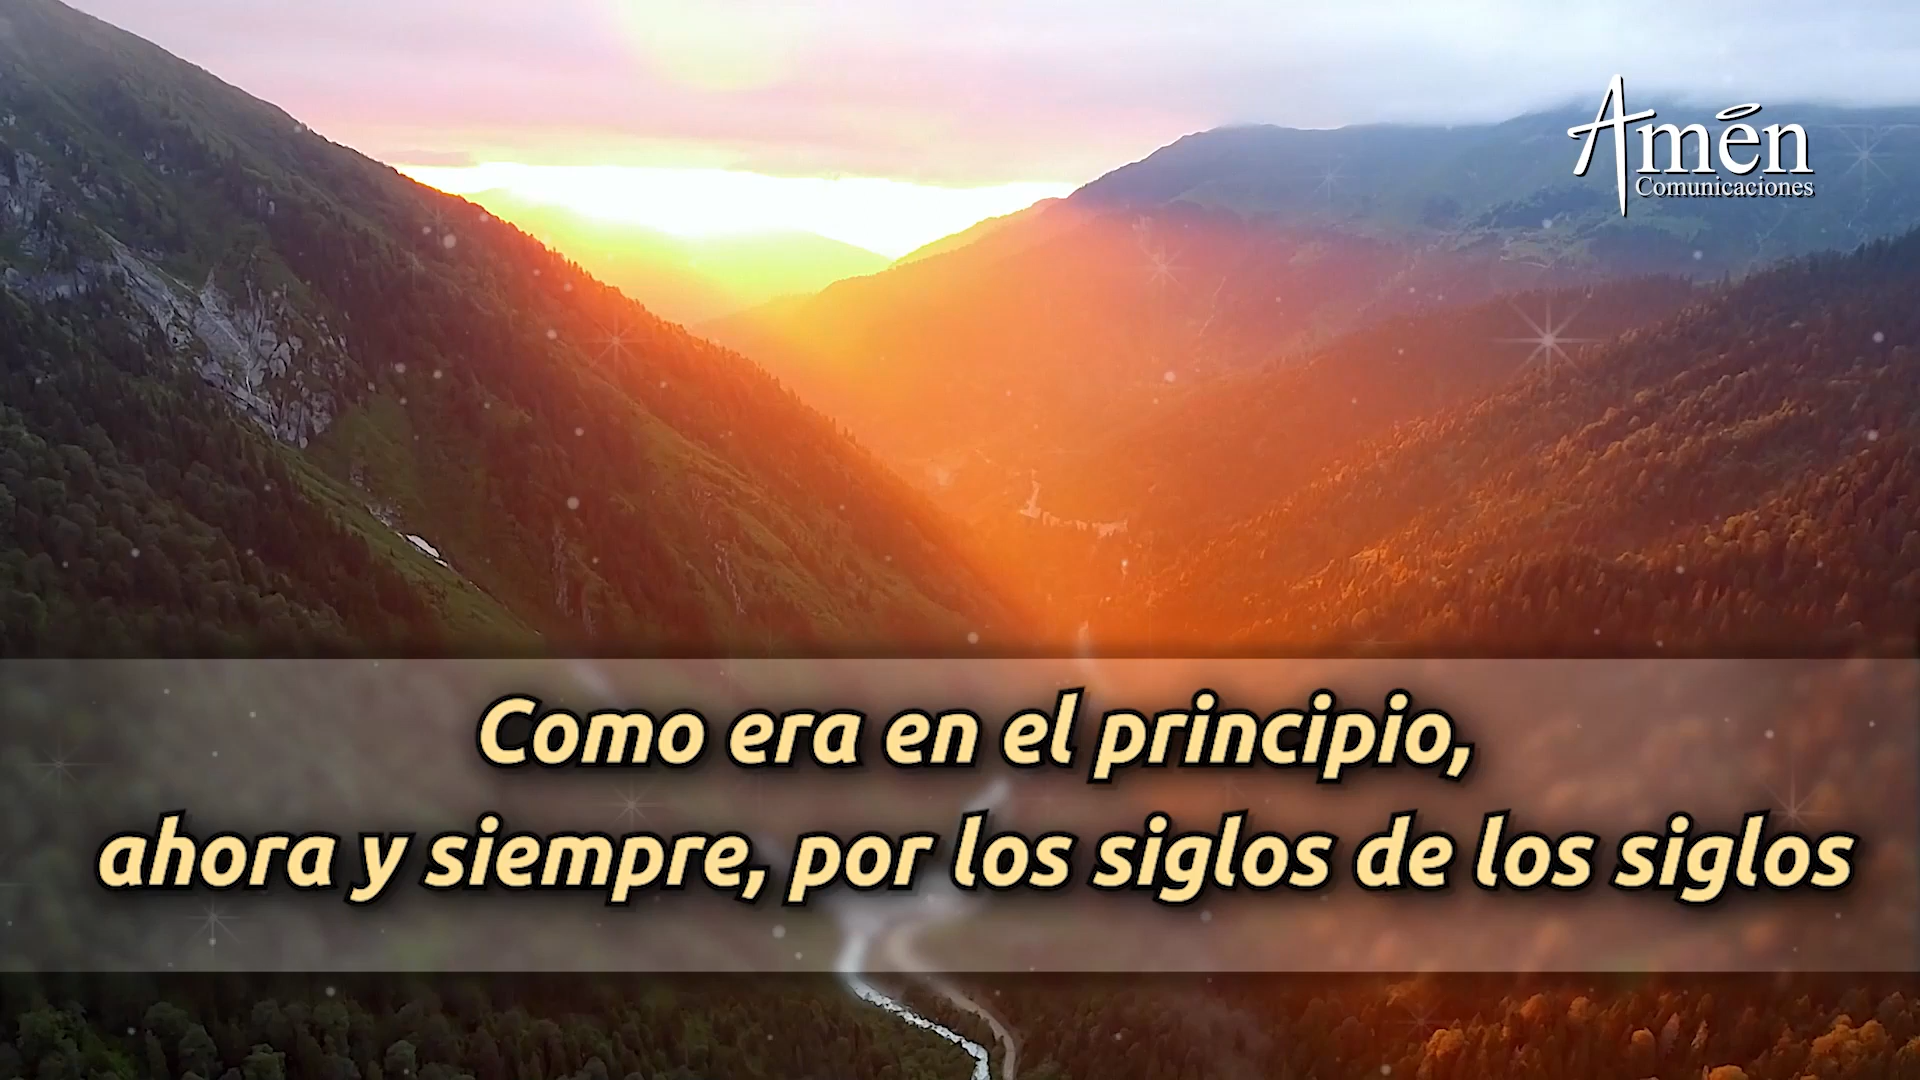 Amén
Comunicaciones
Como era en el principio,
ahora y siempre, por los siglos de los siglos